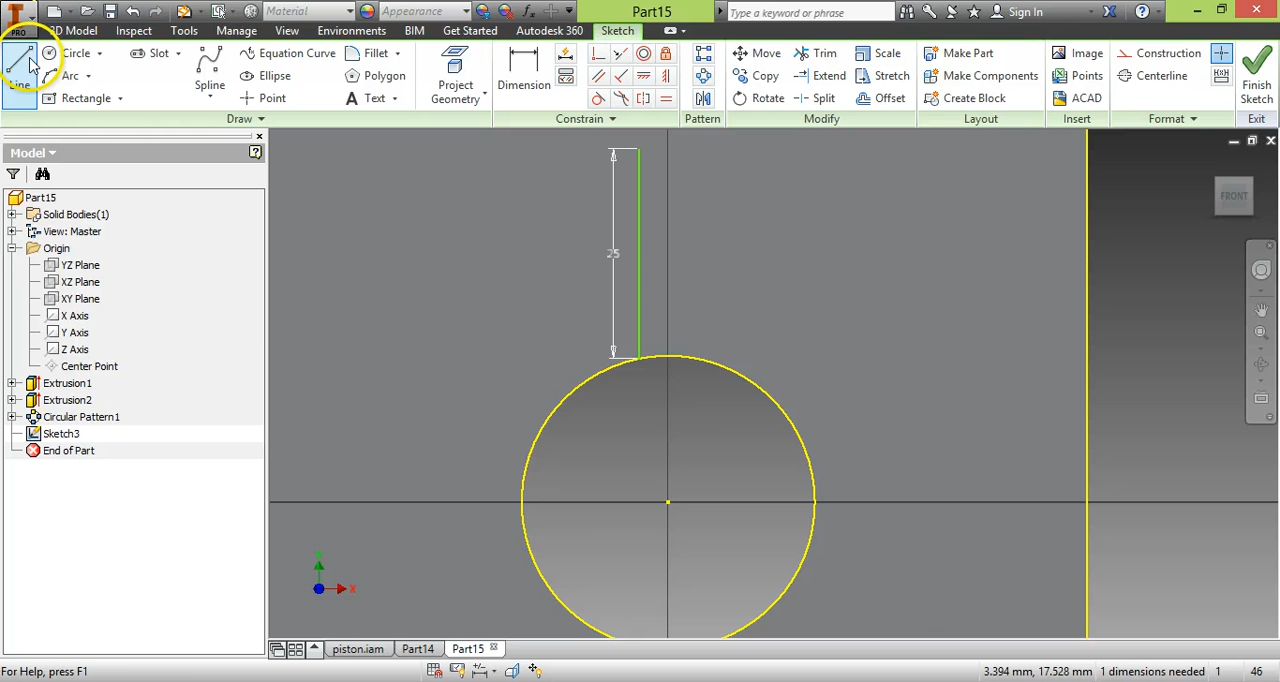 PRO
Material
Appearance
Part15
Type a keyword or phrase
Sign In
3D Model
Inspect
Tools
Manage
View
Environments
BIM
Get Started
Autodesk 360
Sketch
Line
Circle
Arc
Rectangle
Slot
Spline
Equation Curve
Ellipse
Point
Fillet
Polygon
Text
Dimension
Project
Geometry
Move
Copy
Rotate
Trim
Extend
Split
Scale
Stretch
Offset
Make Part
Make Components
Create Block
Image
Points
ACAD
Construction
Centerline
Finish
Sketch
Draw
Constrain
Pattern
Modify
Layout
Insert
Format
Exit
Model
Part15
Solid Bodies(1)
View: Master
Origin
YZ Plane
XZ Plane
XY Plane
X Axis
Y Axis
Z Axis
Center Point
Extrusion1
Extrusion2
Circular Pattern1
Sketch3
End of Part
25
FRONT
Y
X
piston.iam
Part14
Part15
For Help, press F1
3.394 mm, 17.528 mm
1 dimensions needed
1
46